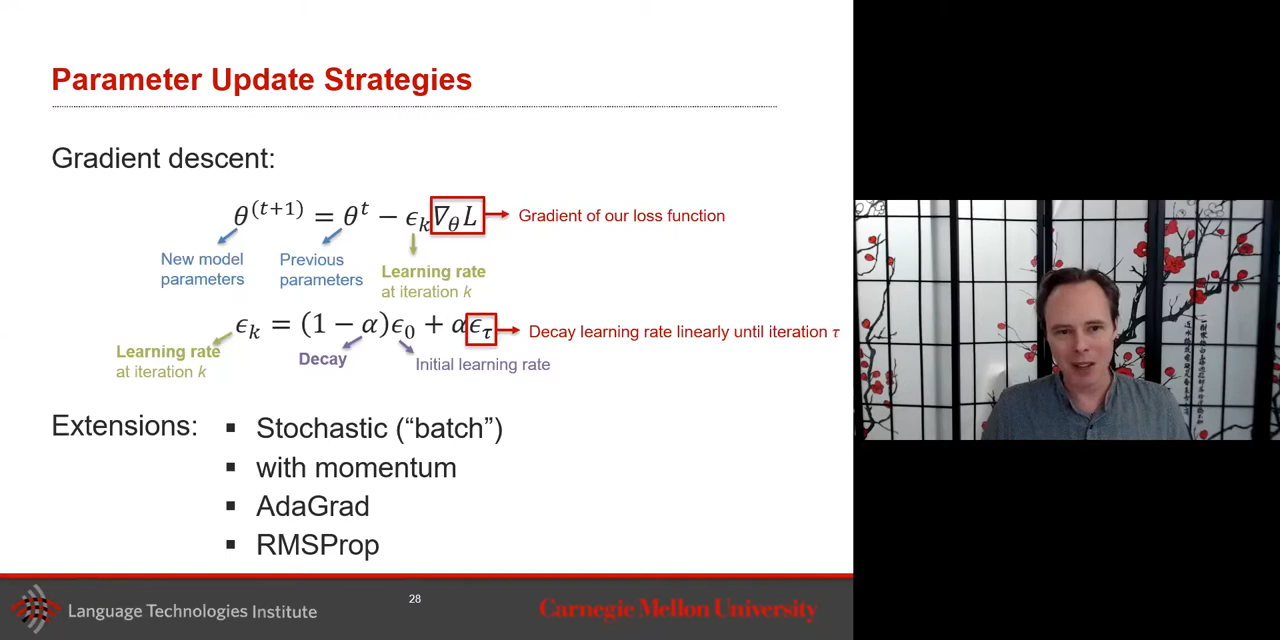 Parameter Update Strategies
Gradient descent:
θ^(t+1) = θ^t − ϵ_k ∇_θ L
Gradient of our loss function
New model
parameters
Previous
parameters
Learning rate
at iteration k
ϵ_k = (1 − α)ϵ_0 + αϵ_τ
Decay learning rate linearly until iteration τ
Learning rate
at iteration k
Decay
Initial learning rate
Extensions:
▪ Stochastic (“batch”)
▪ with momentum
▪ AdaGrad
▪ RMSProp
28
Language Technologies Institute
Carnegie Mellon University